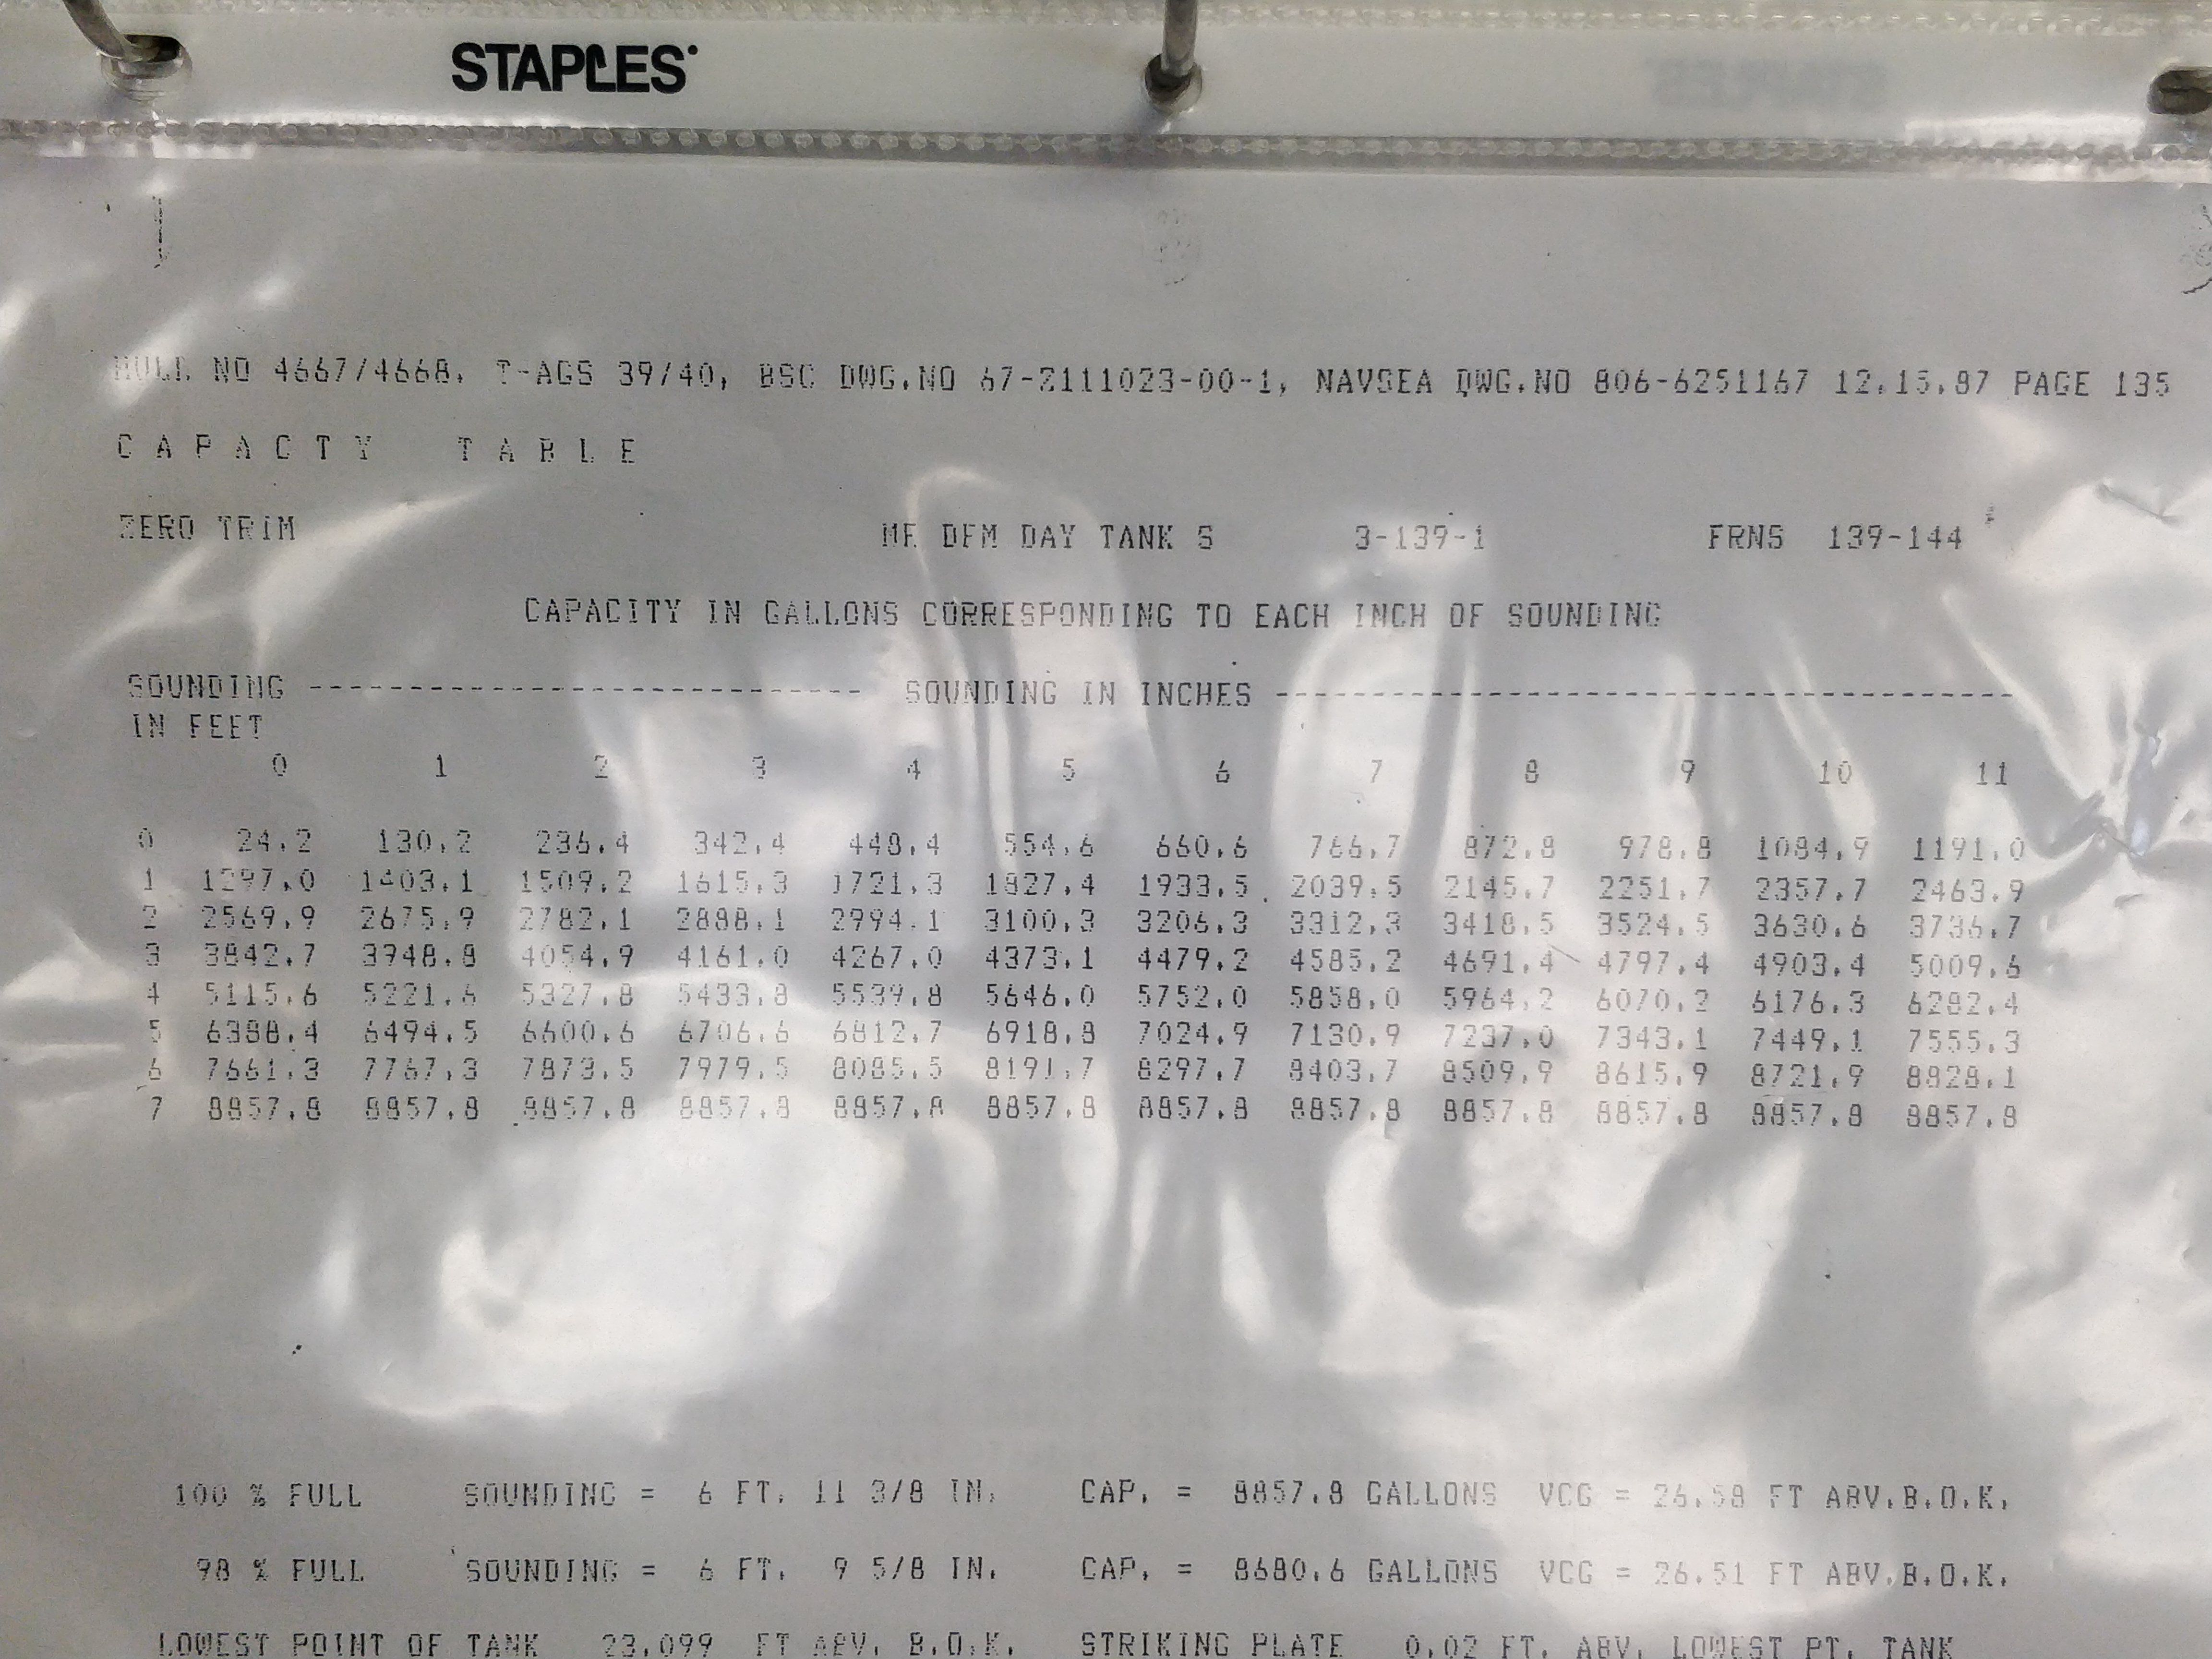 STAPLES
HULL NO 4667/4668, T-AGS 39/40, BSC DWG.NO 67-2111023-00-1, NAVSEA DWG.NO 806-6251167 12.15.87 PAGE 135
C A P A C T Y T A B L E
ZERO TRIM MF DFM DAY TANK S 3-139-1 FRNS 139-144
CAPACITY IN GALLONS CORRESPONDING TO EACH INCH OF SOUNDING
SOUNDING ---------------------------------- SOUNDING IN INCHES ----------------------------------------------
IN FEET
0 1 2 3 4 5 6 7 8 9 10 11
0 24.2 130.2 236.4 342.4 448.4 554.6 660.6 766.7 872.8 978.8 1084.9 1191.0
1 1297.0 1403.1 1509.2 1615.3 1721.3 1827.4 1933.5 2039.5 2145.7 2251.7 2357.7 2463.9
2 2569.9 2675.9 2782.1 2888.1 2994.1 3100.3 3206.3 3312.3 3418.5 3524.5 3630.6 3736.7
3 3842.7 3948.8 4054.9 4161.0 4267.0 4373.1 4479.2 4585.2 4691.4 4797.4 4903.4 5009.6
4 5115.6 5221.6 5327.8 5433.8 5539.8 5646.0 5752.0 5858.0 5964.2 6070.2 6176.3 6282.4
5 6388.4 6494.5 6600.6 6706.6 6812.7 6918.8 7024.9 7130.9 7237.0 7343.1 7449.1 7555.3
6 7661.3 7767.3 7873.5 7979.5 8085.5 8191.7 8297.7 8403.7 8509.9 8615.9 8721.9 8828.1
7 8857.8 8857.8 8857.8 8857.8 8857.8 8857.8 8857.8 8857.8 8857.8 8857.8 8857.8 8857.8
100 % FULL SOUNDING = 6 FT. 11 3/8 IN. CAP. = 8857.8 GALLONS VCG = 26.58 FT ABV.B.O.K.
98 % FULL SOUNDING = 6 FT. 9 5/8 IN. CAP. = 8680.6 GALLONS VCG = 26.51 FT ABV.B.O.K.
LOWEST POINT OF TANK 23.099 FT ABV. B.O.K. STRIKING PLATE 0.02 FT. ABV. LOWEST PT. TANK